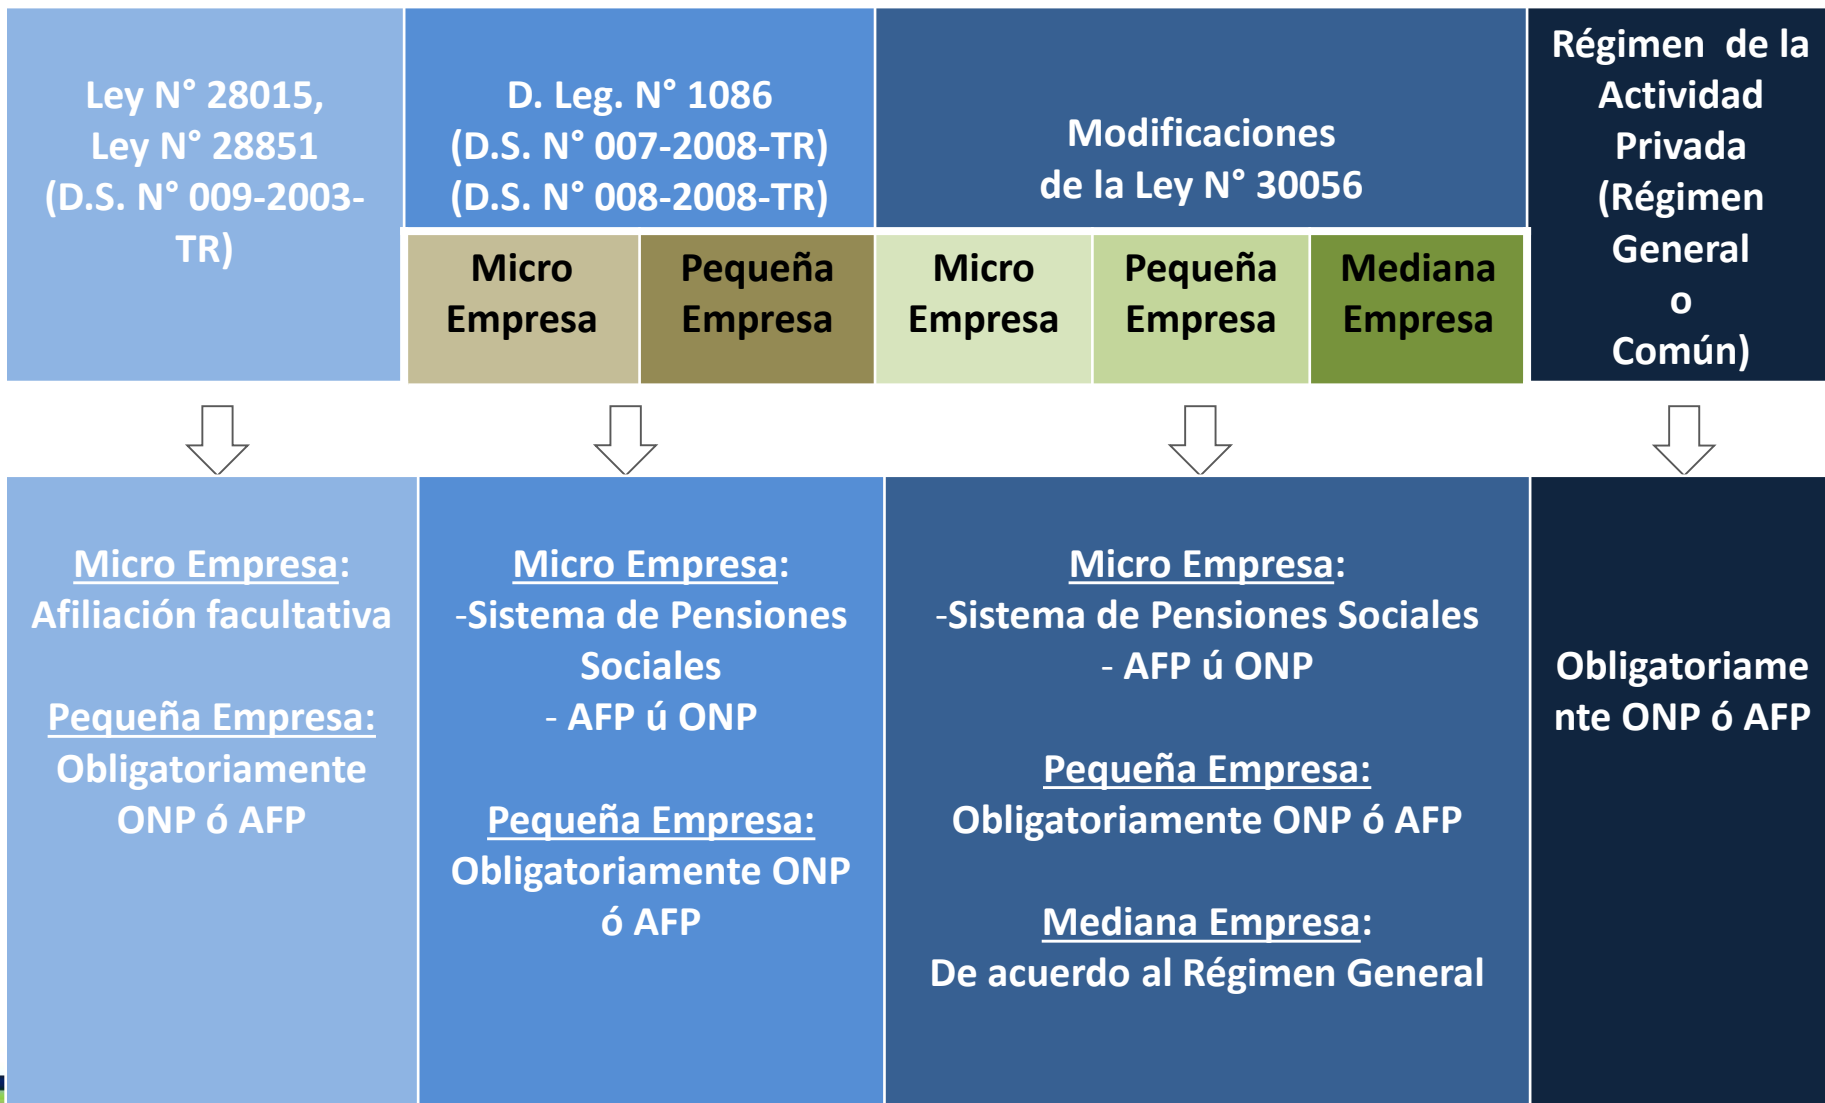 Ley N° 28015,
Ley N° 28851
(D.S. N° 009-2003-
TR)
D. Leg. N° 1086
(D.S. N° 007-2008-TR)
(D.S. N° 008-2008-TR)
Micro
Empresa
Pequeña
Empresa
Modificaciones
de la Ley N° 30056
Micro
Empresa
Pequeña
Empresa
Mediana
Empresa
Régimen de la
Actividad
Privada
(Régimen
General
o
Común)
Micro Empresa:
Afiliación facultativa
Pequeña Empresa:
Obligatoriamente
ONP ó AFP
Micro Empresa:
-Sistema de Pensiones
Sociales
- AFP ú ONP
Pequeña Empresa:
Obligatoriamente ONP
ó AFP
Micro Empresa:
-Sistema de Pensiones Sociales
- AFP ú ONP
Pequeña Empresa:
Obligatoriamente ONP ó AFP
Mediana Empresa:
De acuerdo al Régimen General
Obligatoriame
nte ONP ó AFP